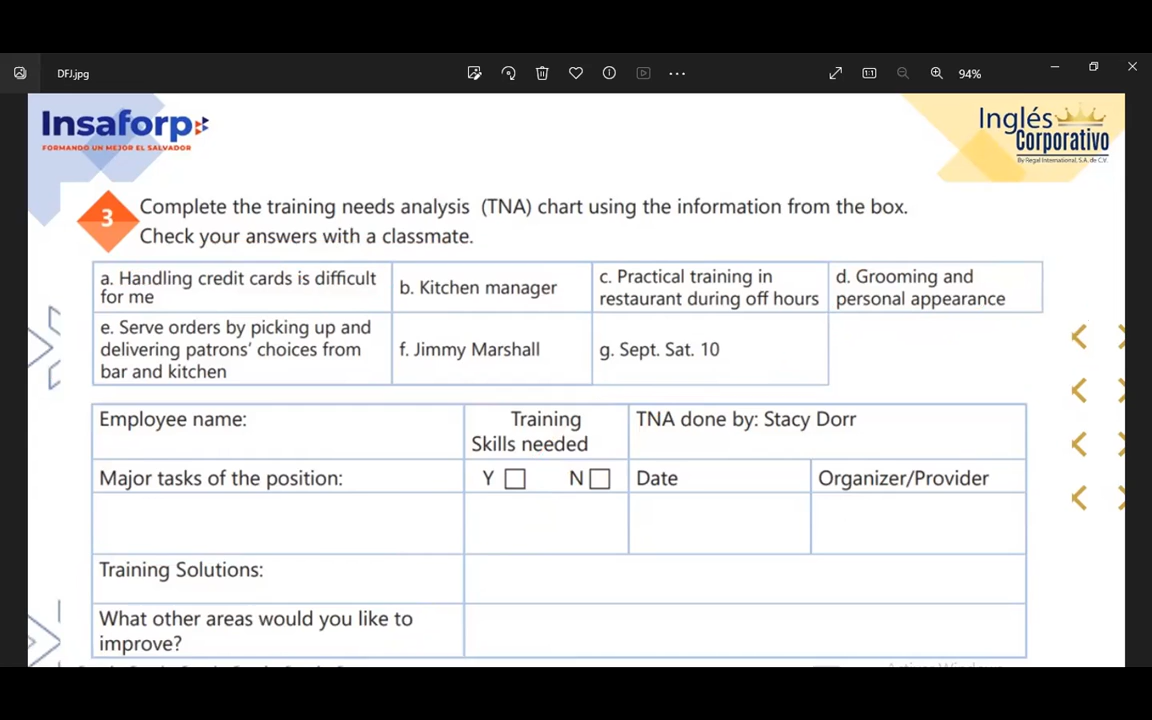 DFJ.jpg
94%
Insaforp
FORMANDO UN MEJOR EL SALVADOR
Inglés
Corporativo
By Regal International, S.A. de C.V.
3
Complete the training needs analysis (TNA) chart using the information from the box.
Check your answers with a classmate.
a. Handling credit cards is difficult
for me
b. Kitchen manager
c. Practical training in
restaurant during off hours
d. Grooming and
personal appearance
e. Serve orders by picking up and
delivering patrons' choices from
bar and kitchen
f. Jimmy Marshall
g. Sept. Sat. 10
Employee name:
Training
Skills needed
TNA done by: Stacy Dorr
Major tasks of the position:
Y N
Date
Organizer/Provider
Training Solutions:
What other areas would you like to
improve?